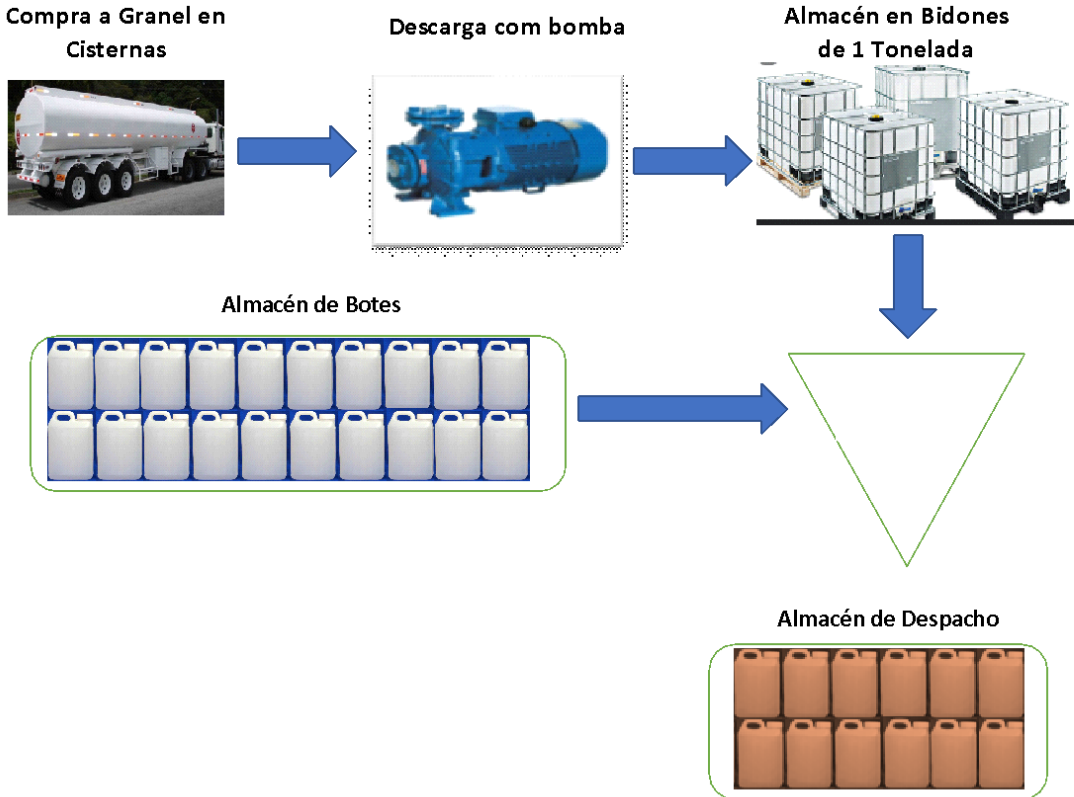 Compra a Granel en
Cisternas
Descarga com bomba
Almacén en Bidones
de 1 Tonelada
Almacén de Botes
Almacén de Despacho